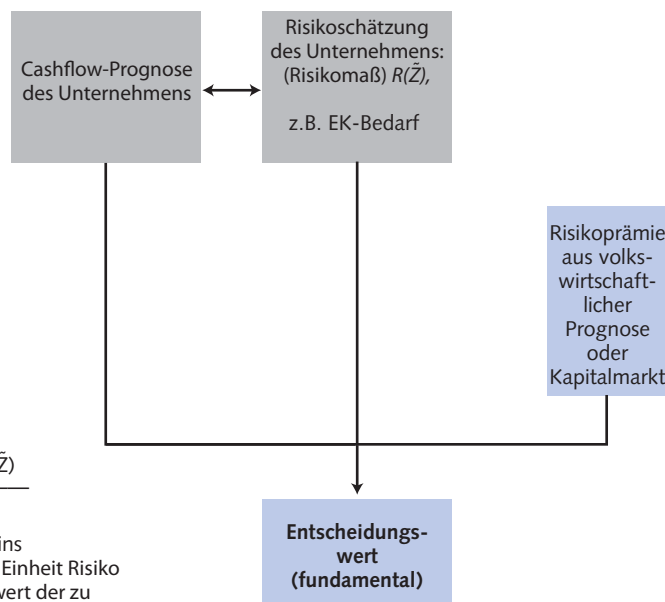 Cashflow-Prognose
des Unternehmens
Risikoschätzung
des Unternehmens:
(Risikomaß) R(Z̃),
z.B. EK-Bedarf
Risikoprämie
aus volks-
wirtschaft-
licher
Prognose
oder
Kapitalmarkt
Z̃)
ins
Einheit Risiko
wert der zu
Entscheidungs-
wert
(fundamental)